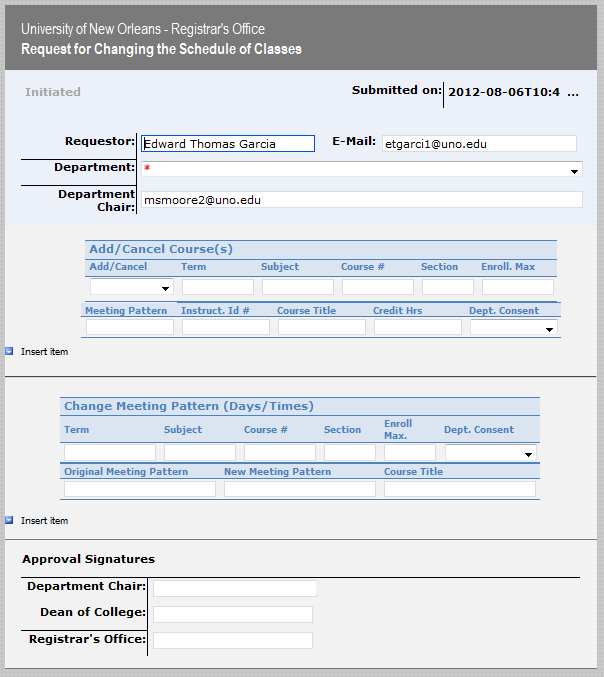 University of New Orleans - Registrar's Office
Request for Changing the Schedule of Classes
Initiated
Submitted on: 2012-08-06T10:4 ...
Requestor: Edward Thomas Garcia E-Mail: etgarci1@uno.edu
Department: *
Department
Chair: msmoore2@uno.edu
Add/Cancel Course(s)
Add/Cancel Term Subject Course # Section Enroll. Max
Meeting Pattern Instruct. Id # Course Title Credit Hrs Dept. Consent
Insert item
Change Meeting Pattern (Days/Times)
Term Subject Course # Section Enroll Max. Dept. Consent
Original Meeting Pattern New Meeting Pattern Course Title
Insert item
Approval Signatures
Department Chair:
Dean of College:
Registrar's Office: